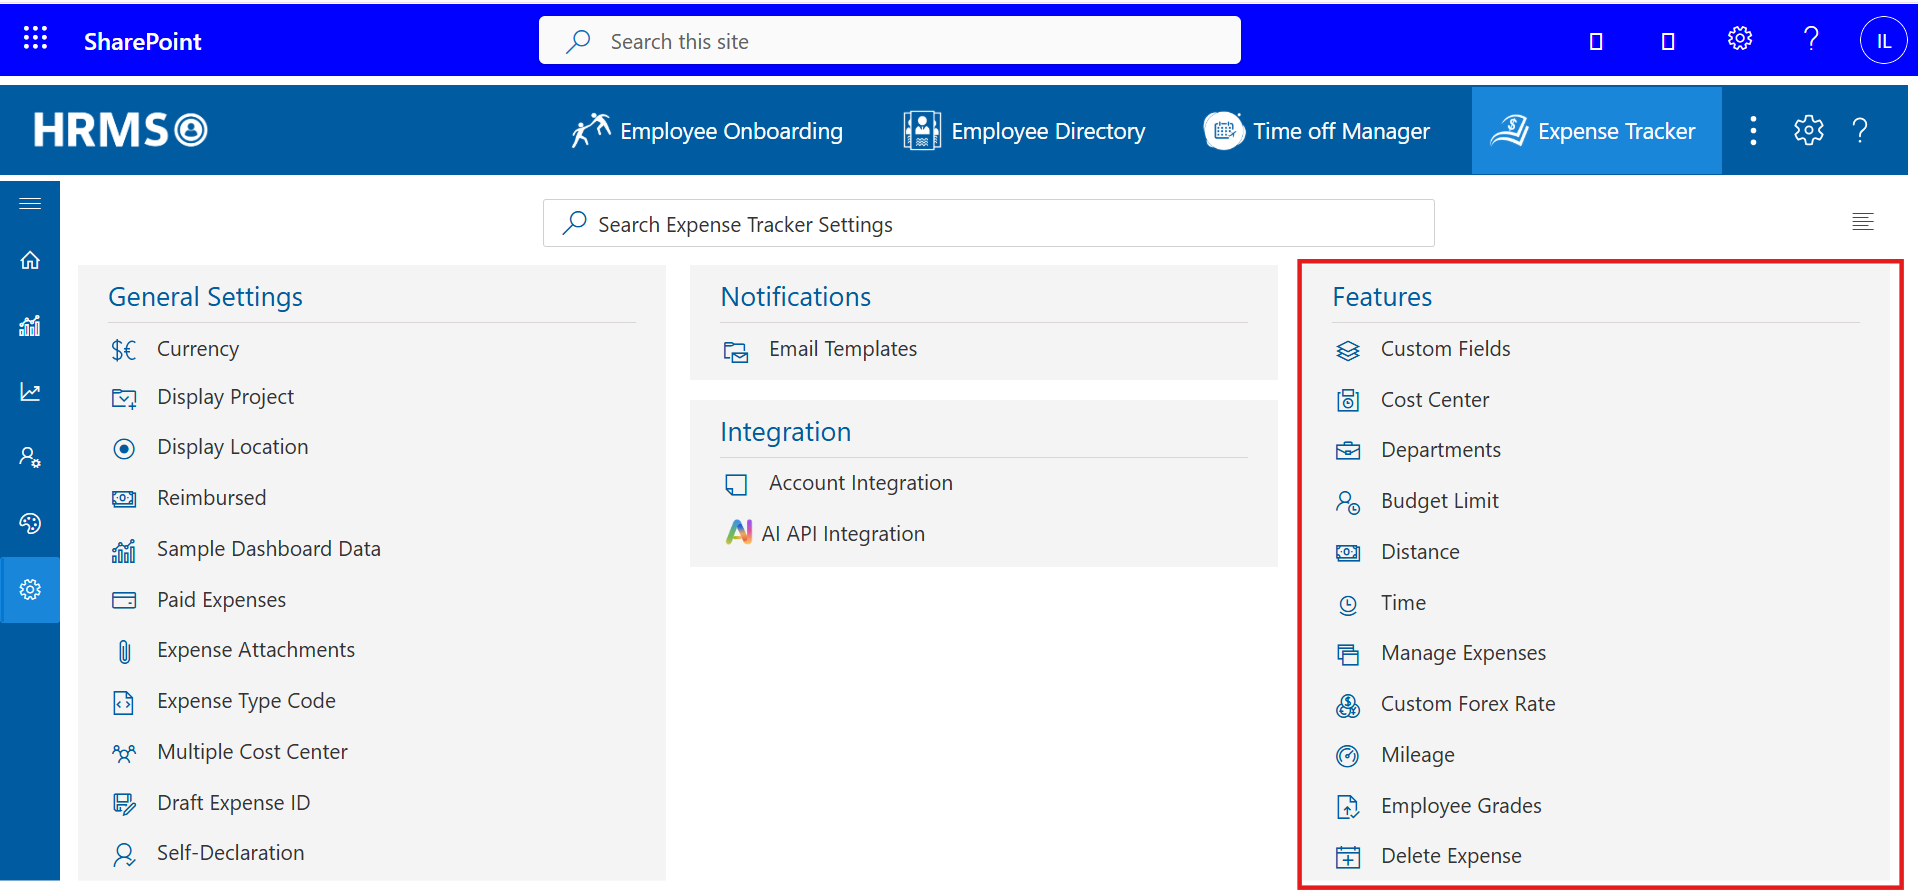 SharePoint
Search this site
IL
HRMS
Employee Onboarding
Employee Directory
Time off Manager
Expense Tracker
Search Expense Tracker Settings
General Settings
Currency
Display Project
Display Location
Reimbursed
Sample Dashboard Data
Paid Expenses
Expense Attachments
Expense Type Code
Multiple Cost Center
Draft Expense ID
Self-Declaration
Notifications
Email Templates
Integration
Account Integration
AI AI API Integration
Features
Custom Fields
Cost Center
Departments
Budget Limit
Distance
Time
Manage Expenses
Custom Forex Rate
Mileage
Employee Grades
Delete Expense